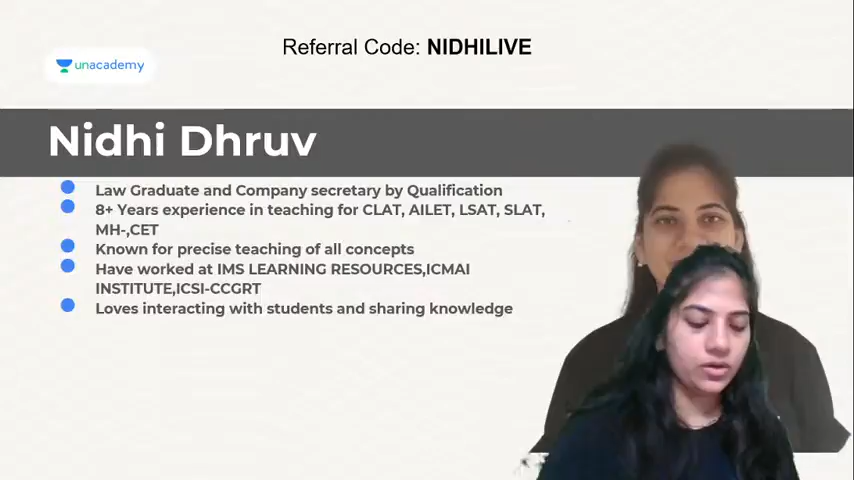 Referral Code: NIDHILIVE
unacademy
Nidhi Dhruv
Law Graduate and Company secretary by Qualification
8+ Years experience in teaching for CLAT, AILET, LSAT, SLAT,
MH-,CET
Known for precise teaching of all concepts
Have worked at IMS LEARNING RESOURCES,ICMAI
INSTITUTE,ICSI-CCGRT
Loves interacting with students and sharing knowledge